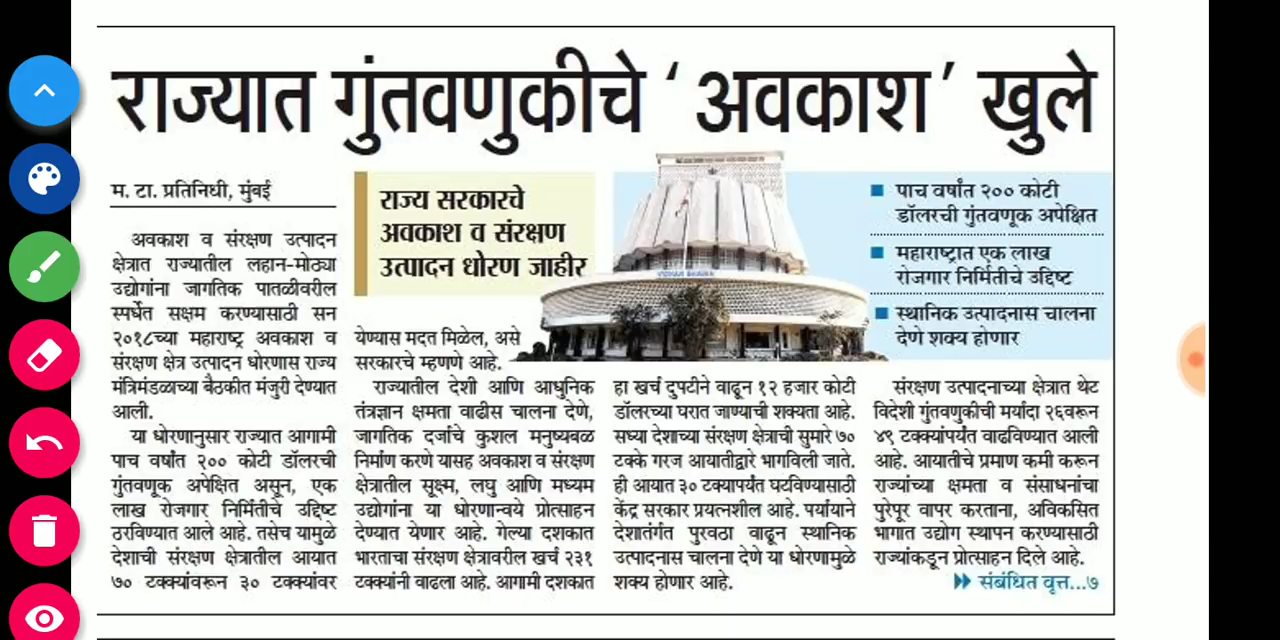 राज्यात गुंतवणुकीचे ‘अवकाश’ खुले
म. टा. प्रतिनिधी, मुंबई
अवकाश व संरक्षण उत्पादन
क्षेत्रात राज्यातील लहान-मोठ्या
उद्योगांना जागतिक पातळीवरील
स्पर्धेत सक्षम करण्यासाठी सन
२०१८च्या महाराष्ट्र अवकाश व
संरक्षण क्षेत्र उत्पादन धोरणास राज्य
मंत्रिमंडळाच्या बैठकीत मंजुरी देण्यात
आली.
या धोरणानुसार राज्यात आगामी
पाच वर्षांत २०० कोटी डॉलरची
गुंतवणूक अपेक्षित असून, एक
लाख रोजगार निर्मितीचे उद्दिष्ट
ठरविण्यात आले आहे. तसेच यामुळे
देशाची संरक्षण क्षेत्रातील आयात
७० टक्क्यांवरून ३० टक्क्यांवर
राज्य सरकारचे
अवकाश व संरक्षण
उत्पादन धोरण जाहीर
येण्यास मदत मिळेल, असे
सरकारचे म्हणणे आहे.
राज्यातील देशी आणि आधुनिक
तंत्रज्ञान क्षमता वाढीस चालना देणे,
जागतिक दर्जाचे कुशल मनुष्यबळ
निर्माण करणे यासह अवकाश व संरक्षण
क्षेत्रातील सूक्ष्म, लघु आणि मध्यम
उद्योगांना या धोरणान्वये प्रोत्साहन
देण्यात येणार आहे. गेल्या दशकात
भारताचा संरक्षण क्षेत्रावरील खर्च २३१
टक्क्यांनी वाढला आहे. आगामी दशकात
VIDHAN BHAVAN
पाच वर्षांत २०० कोटी
डॉलरची गुंतवणूक अपेक्षित
महाराष्ट्रात एक लाख
रोजगार निर्मितीचे उद्दिष्ट
स्थानिक उत्पादनास चालना
देणे शक्य होणार
हा खर्च दुपटीने वाढून १२ हजार कोटी
डॉलरच्या घरात जाण्याची शक्यता आहे.
सध्या देशाच्या संरक्षण क्षेत्राची सुमारे ७०
टक्के गरज आयातीद्वारे भागविली जाते.
ही आयात ३० टक्यापर्यंत घटविण्यासाठी
केंद्र सरकार प्रयत्नशील आहे. पर्यायाने
देशातंर्गत पुरवठा वाढून स्थानिक
उत्पादनास चालना देणे या धोरणामुळे
शक्य होणार आहे.
संरक्षण उत्पादनाच्या क्षेत्रात थेट
विदेशी गुंतवणुकीची मर्यादा २६वरून
४९ टक्क्यांपर्यंत वाढविण्यात आली
आहे. आयातीचे प्रमाण कमी करून
राज्यांच्या क्षमता व संसाधनांचा
पुरेपूर वापर करताना, अविकसित
भागात उद्योग स्थापन करण्यासाठी
राज्यांकडून प्रोत्साहन दिले आहे.
संबंधित वृत्त...७